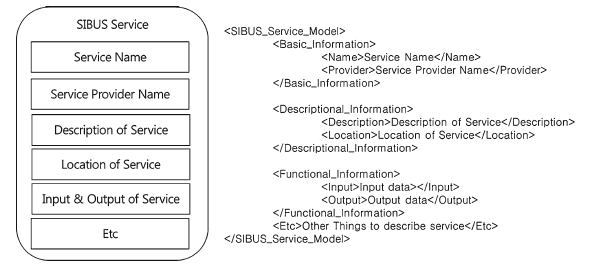 SIBUS Service
Service Name
Service Provider Name
Description of Service
Location of Service
Input & Output of Service
Etc
<SIBUS_Service_Model>
<Basic_Information>
<Name>Service Name</Name>
<Provider>Service Provider Name</Provider>
</Basic_Information>
<Descriptional_Information>
<Description>Description of Service</Description>
<Location>Location of Service</Location>
</Descriptional_Information>
<Functional_Information>
<Input>Input data></Input>
<Output>Output data</Output>
</Functional_Information>
<Etc>Other Things to describe service</Etc>
</SIBUS_Service_Model>